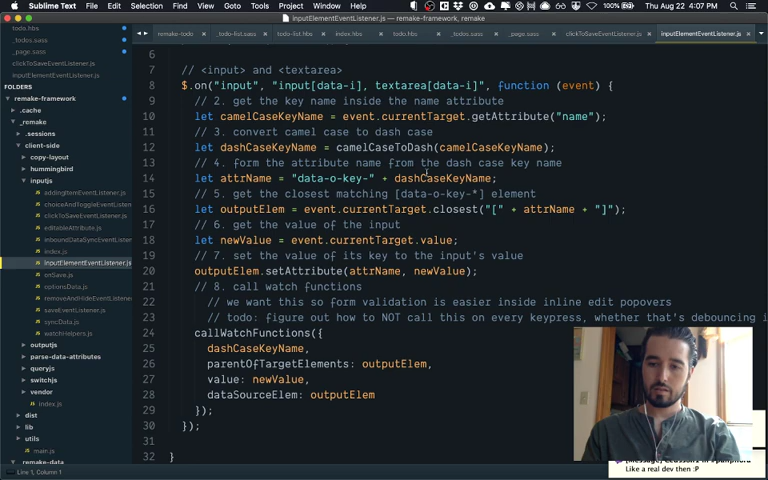 Sublime Text File Edit Selection Find View Goto Tools Project Window Help 100% Thu Aug 22 4:07 PM
inputElementEventListener.js — remake-framework, remake
remake-todo _todo-list.sass todo-list.hbs index.hbs todo.hbs _todos.sass _page.sass clickToSaveEventListener.js inputElementEventListener.js
todo.hbs
_todos.sass
_page.sass
clickToSaveEventListener.js
inputElementEventListener.js
FOLDERS
remake-framework
.cache
_remake
.sessions
client-side
copy-layout
hummingbird
inputjs
addingItemEventListener.js
choiceAndToggleEventListener
clickToSaveEventListener.js
editableAttribute.js
inboundDataSyncEventListener
index.js
inputElementEventListener.js
onSave.js
optionsData.js
removeAndHideEventListener
saveEventListener.js
syncData.js
watchHelpers.js
outputjs
parse-data-attributes
queryjs
switchjs
vendor
index.js
dist
lib
utils
main.js
remake-data
6
7 // <input> and <textarea>
8 $.on("input", "input[data-i], textarea[data-i]", function (event) {
9 // 2. get the key name inside the name attribute
10 let camelCaseKeyName = event.currentTarget.getAttribute("name");
11 // 3. convert camel case to dash case
12 let dashCaseKeyName = camelCaseToDash(camelCaseKeyName);
13 // 4. form the attribute name from the dash case key name
14 let attrName = "data-o-key-" + dashCaseKeyName;
15 // 5. get the closest matching [data-o-key-*] element
16 let outputElem = event.currentTarget.closest("[" + attrName + "]");
17 // 6. get the value of the input
18 let newValue = event.currentTarget.value;
19 // 7. set the value of its key to the input's value
20 outputElem.setAttribute(attrName, newValue);
21 // 8. call watch functions
22 // we want this so form validation is easier inside inline edit popovers
23 // todo: figure out how to NOT call this on every keypress, whether that's debouncing i
24 callWatchFunctions({
25 dashCaseKeyName,
26 parentOfTargetElements: outputElem,
27 value: newValue,
28 dataSourceElem: outputElem
29 });
30 });
31
32 }
Line 1, Column 1
Like a real dev then :P